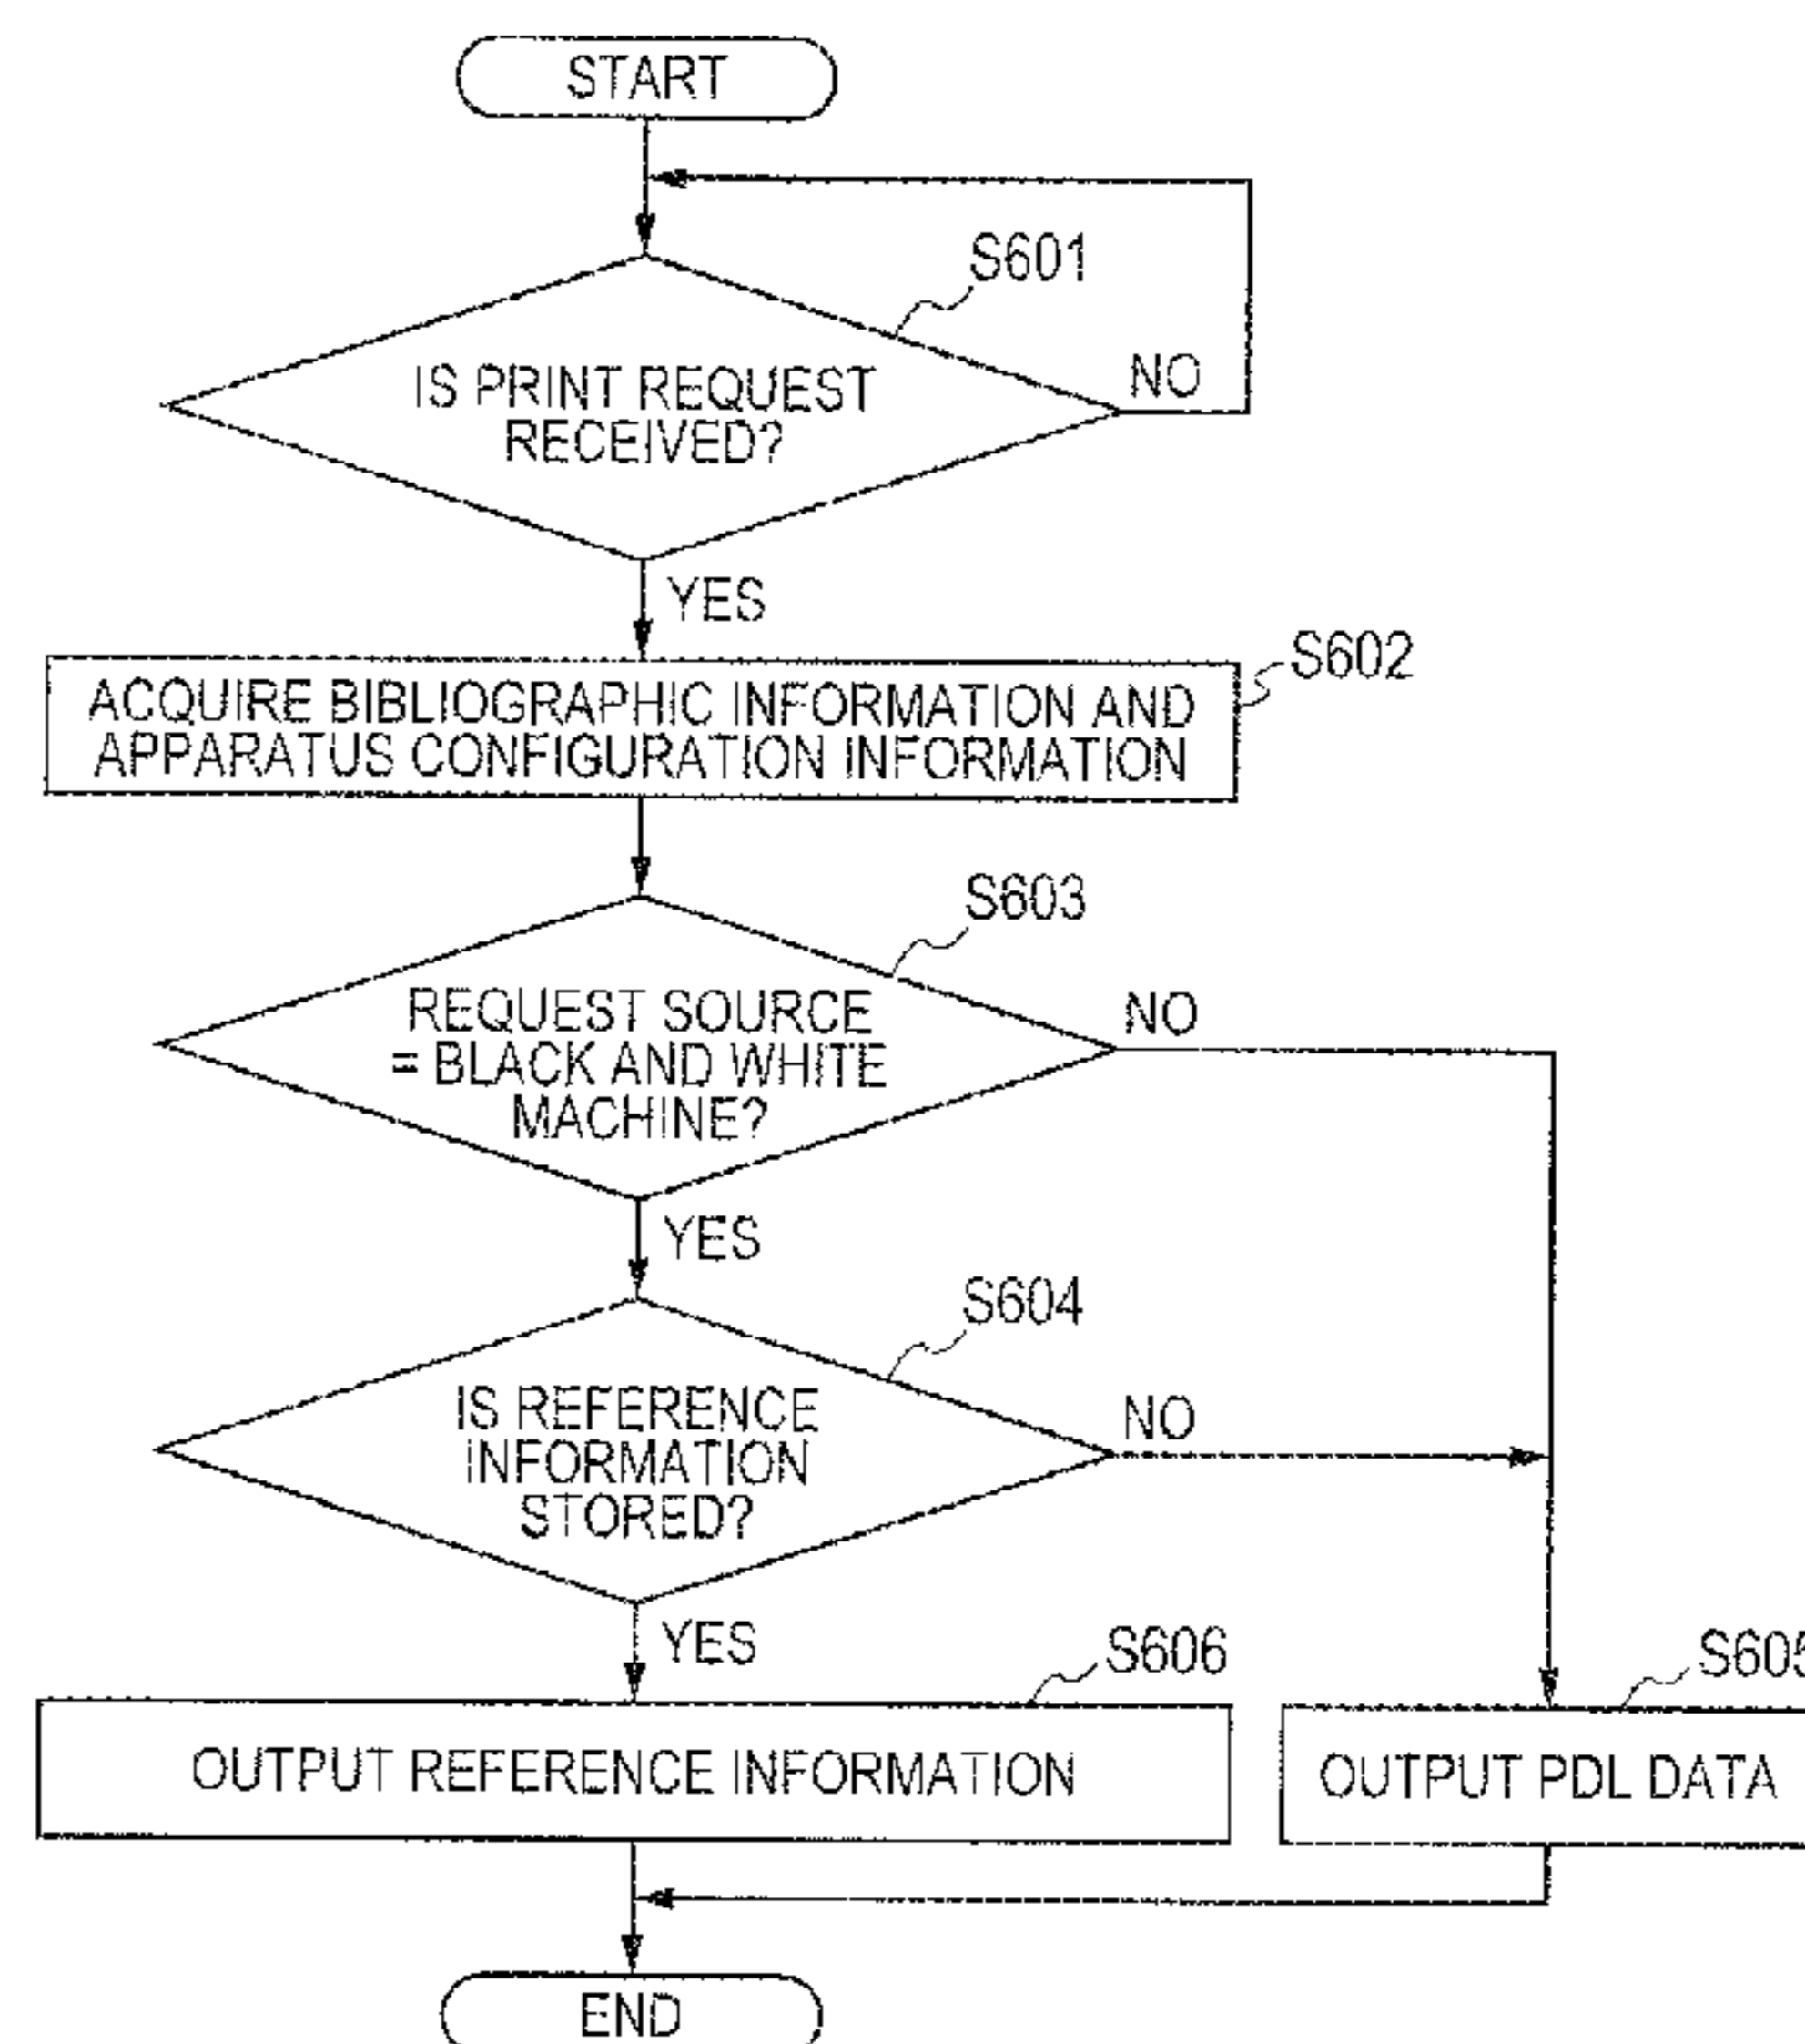 START
S601
IS PRINT REQUEST
RECEIVED?
NO
YES
S602
ACQUIRE BIBLIOGRAPHIC INFORMATION AND
APPARATUS CONFIGURATION INFORMATION
S603
REQUEST SOURCE
= BLACK AND WHITE
MACHINE?
NO
YES
S604
IS REFERENCE
INFORMATION
STORED?
NO
YES
S606
S605
OUTPUT REFERENCE INFORMATION
OUTPUT PDL DATA
END